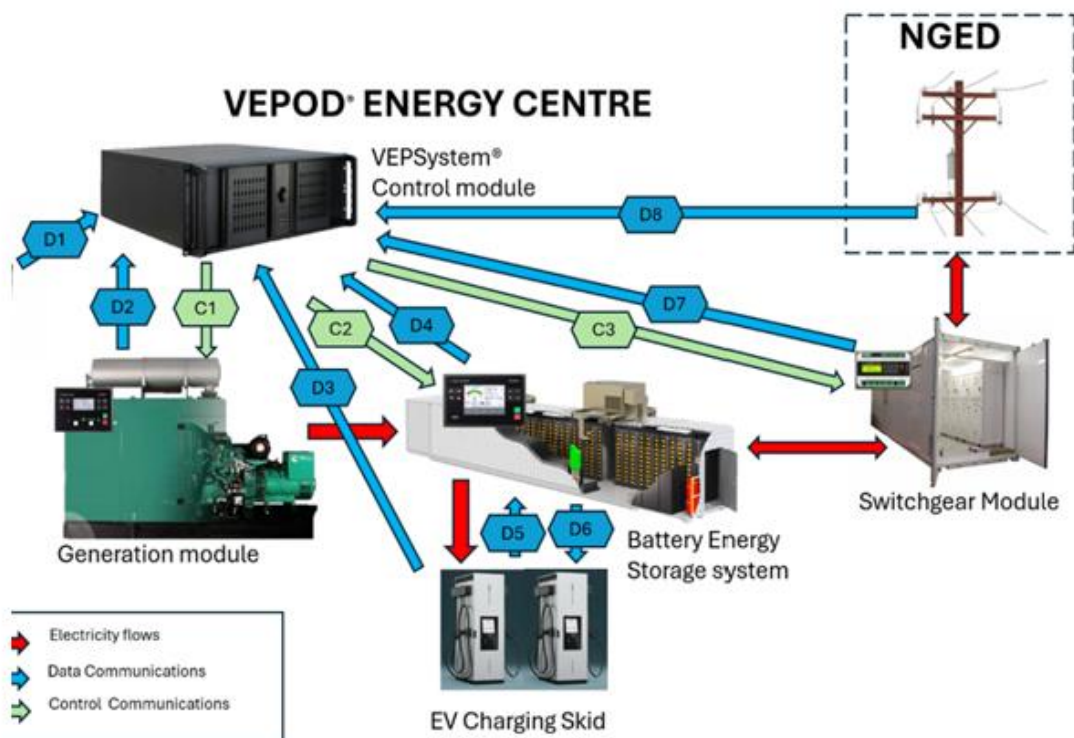 NGED
VEPOD® ENERGY CENTRE
VEPSystem®
Control module
D8
D1
D7
D2
C1
C2
D4
C3
D3
Switchgear Module
D5
D6
Generation module
Battery Energy
Storage system
Electricity flows
Data Communications
Control Communications
EV Charging Skid